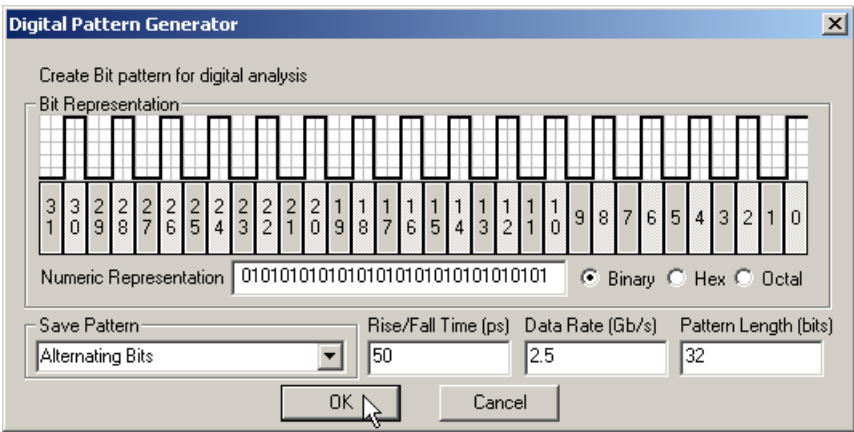 Digital Pattern Generator
Create Bit pattern for digital analysis
Bit Representation
31 30 29 28 27 26 25 24 23 22 21 20 19 18 17 16 15 14 13 12 11 10 9 8 7 6 5 4 3 2 1 0
Numeric Representation 01010101010101010101010101010101 Binary Hex Octal
Save Pattern Rise/Fall Time (ps) Data Rate (Gb/s) Pattern Length (bits)
Alternating Bits 50 2.5 32
OK Cancel